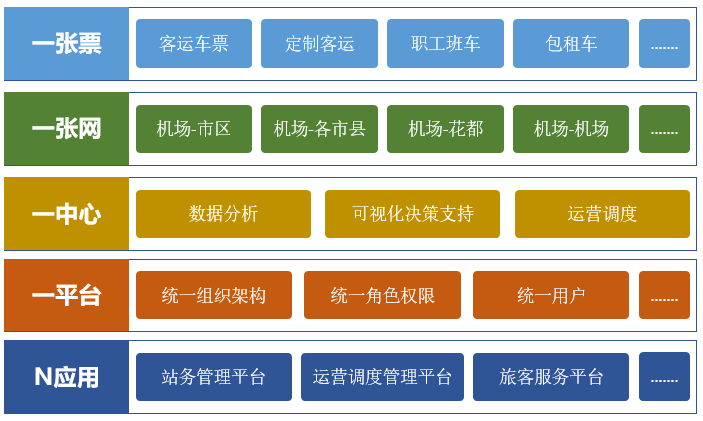 一张票 客运车票 定制客运 职工班车 包租车 .......
一张网 机场-市区 机场-各市县 机场-花都 机场-机场 .......
一中心 数据分析 可视化决策支持 运营调度
一平台 统一组织架构 统一角色权限 统一用户 .......
N应用 站务管理平台 运营调度管理平台 旅客服务平台 .......